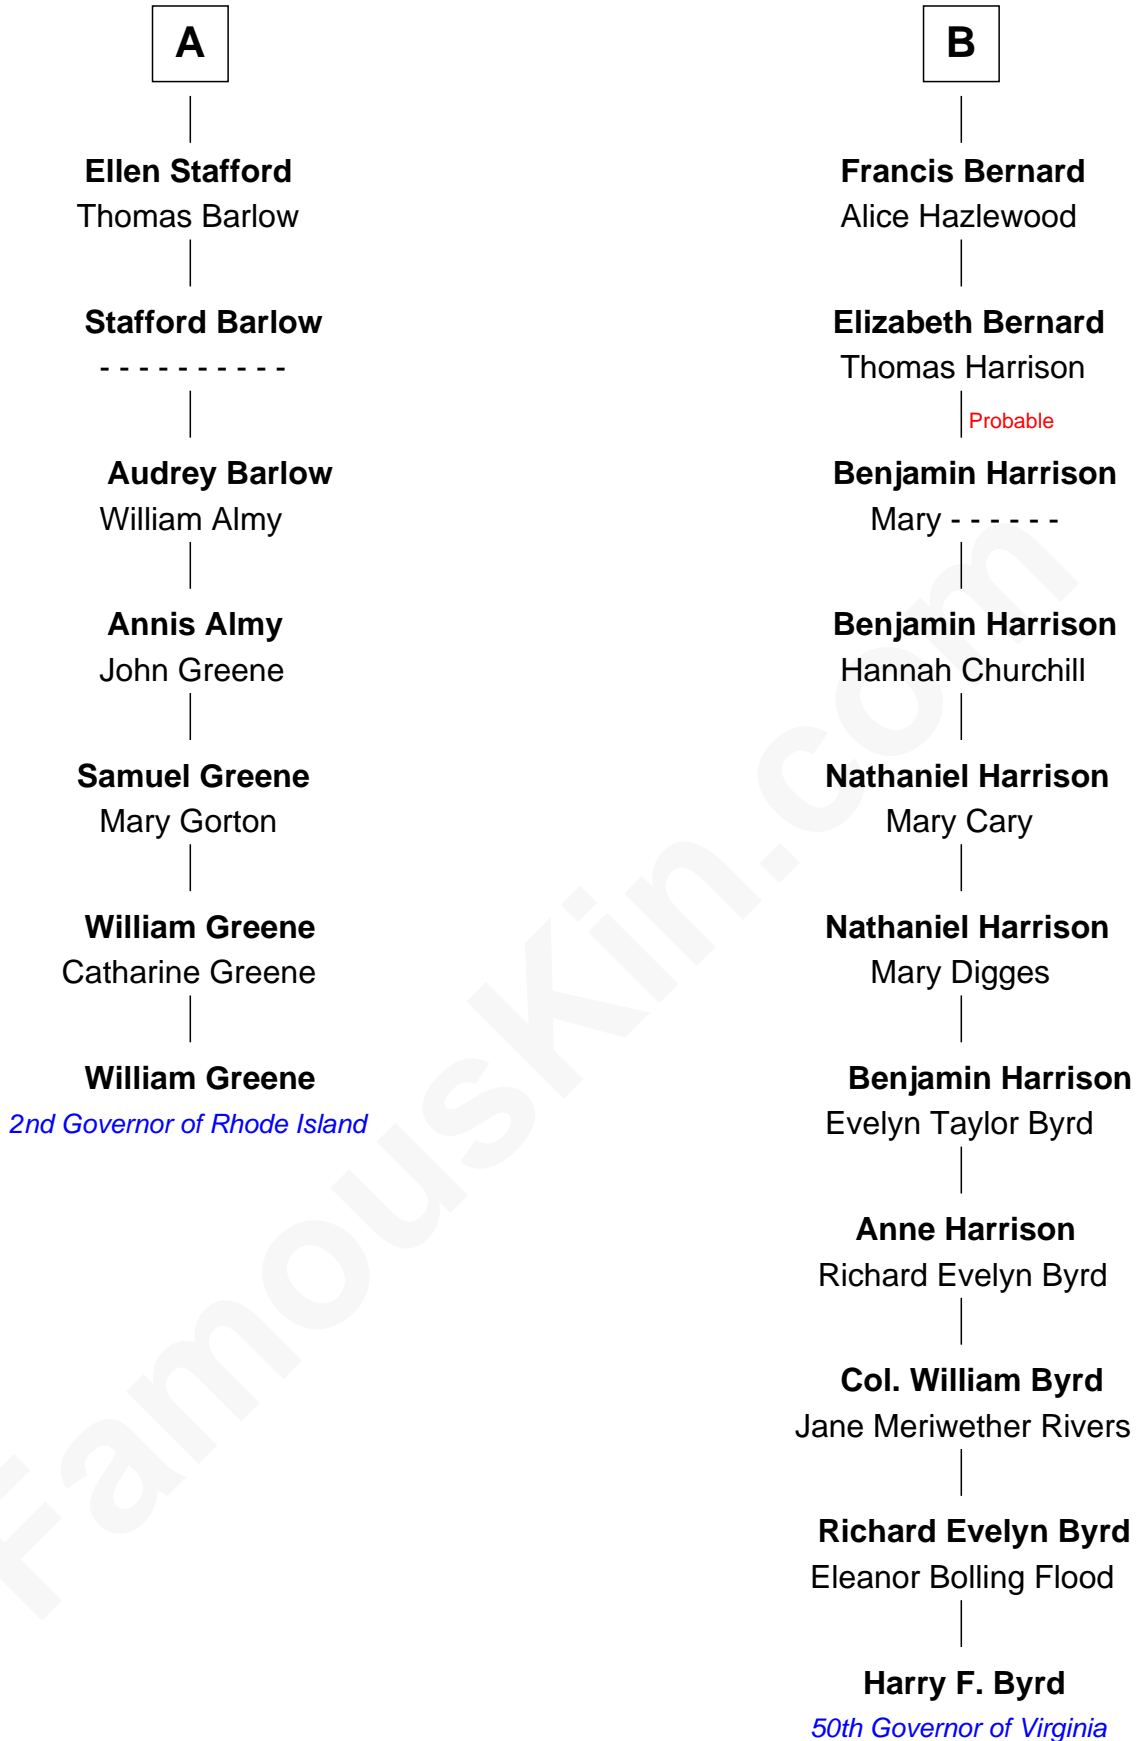 A
Ellen Stafford
Thomas Barlow
Stafford Barlow
- - - - - - - - - -
Audrey Barlow
William Almy
Annis Almy
John Greene
Samuel Greene
Mary Gorton
William Greene
Catharine Greene
William Greene
2nd Governor of Rhode Island
B
Francis Bernard
Alice Hazlewood
Elizabeth Bernard
Thomas Harrison
Probable
Benjamin Harrison
Mary - - - - - -
Benjamin Harrison
Hannah Churchill
Nathaniel Harrison
Mary Cary
Nathaniel Harrison
Mary Digges
Benjamin Harrison
Evelyn Taylor Byrd
Anne Harrison
Richard Evelyn Byrd
Col. William Byrd
Jane Meriwether Rivers
Richard Evelyn Byrd
Eleanor Bolling Flood
Harry F. Byrd
50th Governor of Virginia
FamousKin.com